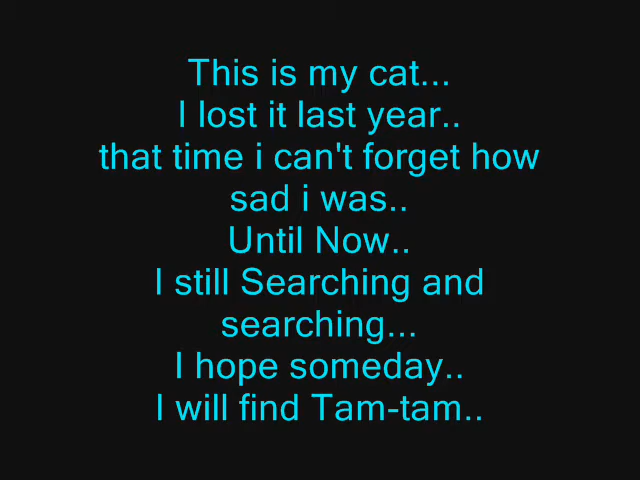 This is my cat...
I lost it last year..
that time i can't forget how
sad i was..
Until Now..
I still Searching and
searching...
I hope someday..
I will find Tam-tam..